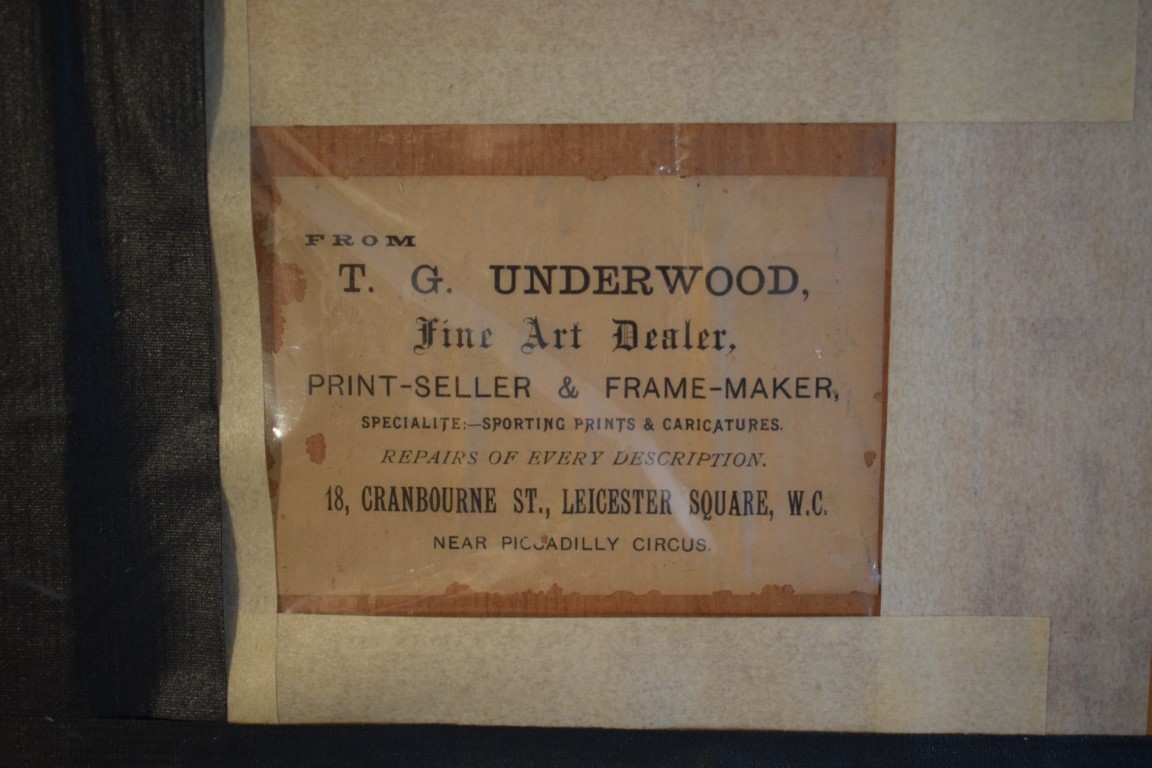 FROM
T. G. UNDERWOOD,
Fine Art Dealer,
PRINT-SELLER & FRAME-MAKER,
SPECIALITE:—SPORTING PRINTS & CARICATURES.
REPAIRS OF EVERY DESCRIPTION.
18, CRANBOURNE ST., LEICESTER SQUARE, W.C.
NEAR PICCADILLY CIRCUS.